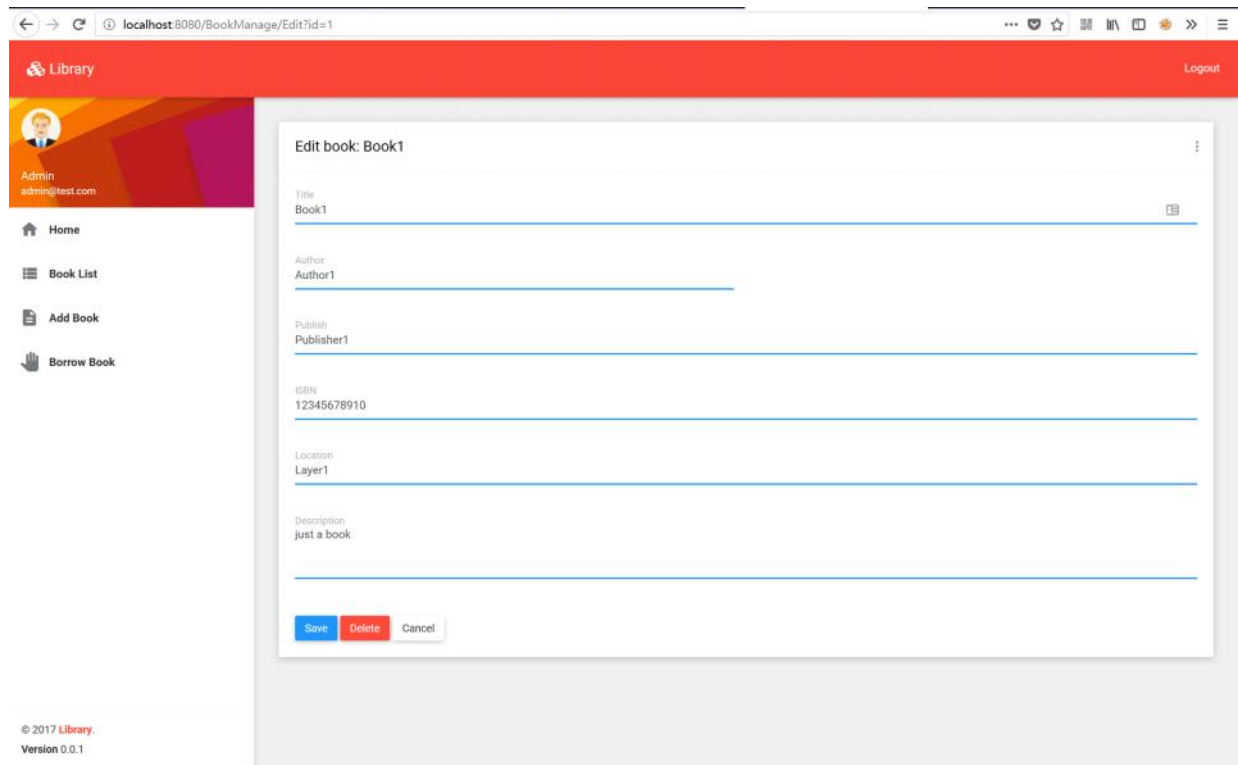 localhost:8080/BookManage/Edit?id=1
Library
Logout
Admin
admin@test.com
Home
Book List
Add Book
Borrow Book
Edit book: Book1
Title
Book1
Author
Author1
Publish
Publisher1
ISBN
12345678910
Location
Layer1
Description
just a book
Save Delete Cancel
© 2017 Library.
Version 0.0.1